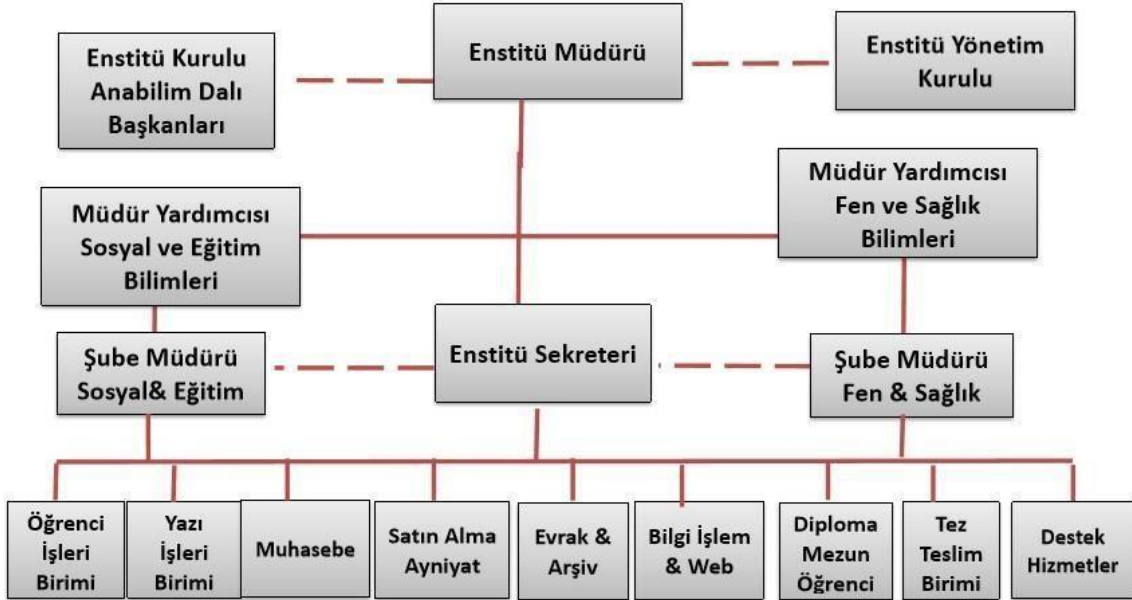 Enstitü Kurulu
Anabilim Dalı
Başkanları
Enstitü Müdürü
Enstitü Yönetim
Kurulu
Müdür Yardımcısı
Sosyal ve Eğitim
Bilimleri
Müdür Yardımcısı
Fen ve Sağlık
Bilimleri
Şube Müdürü
Sosyal& Eğitim
Enstitü Sekreteri
Şube Müdürü
Fen & Sağlık
Öğrenci
İşleri
Birimi
Yazı
İşleri
Birimi
Muhasebe
Satın Alma
Ayniyat
Evrak &
Arşiv
Bilgi İşlem
& Web
Diploma
Mezun
Öğrenci
Tez
Teslim
Birimi
Destek
Hizmetler